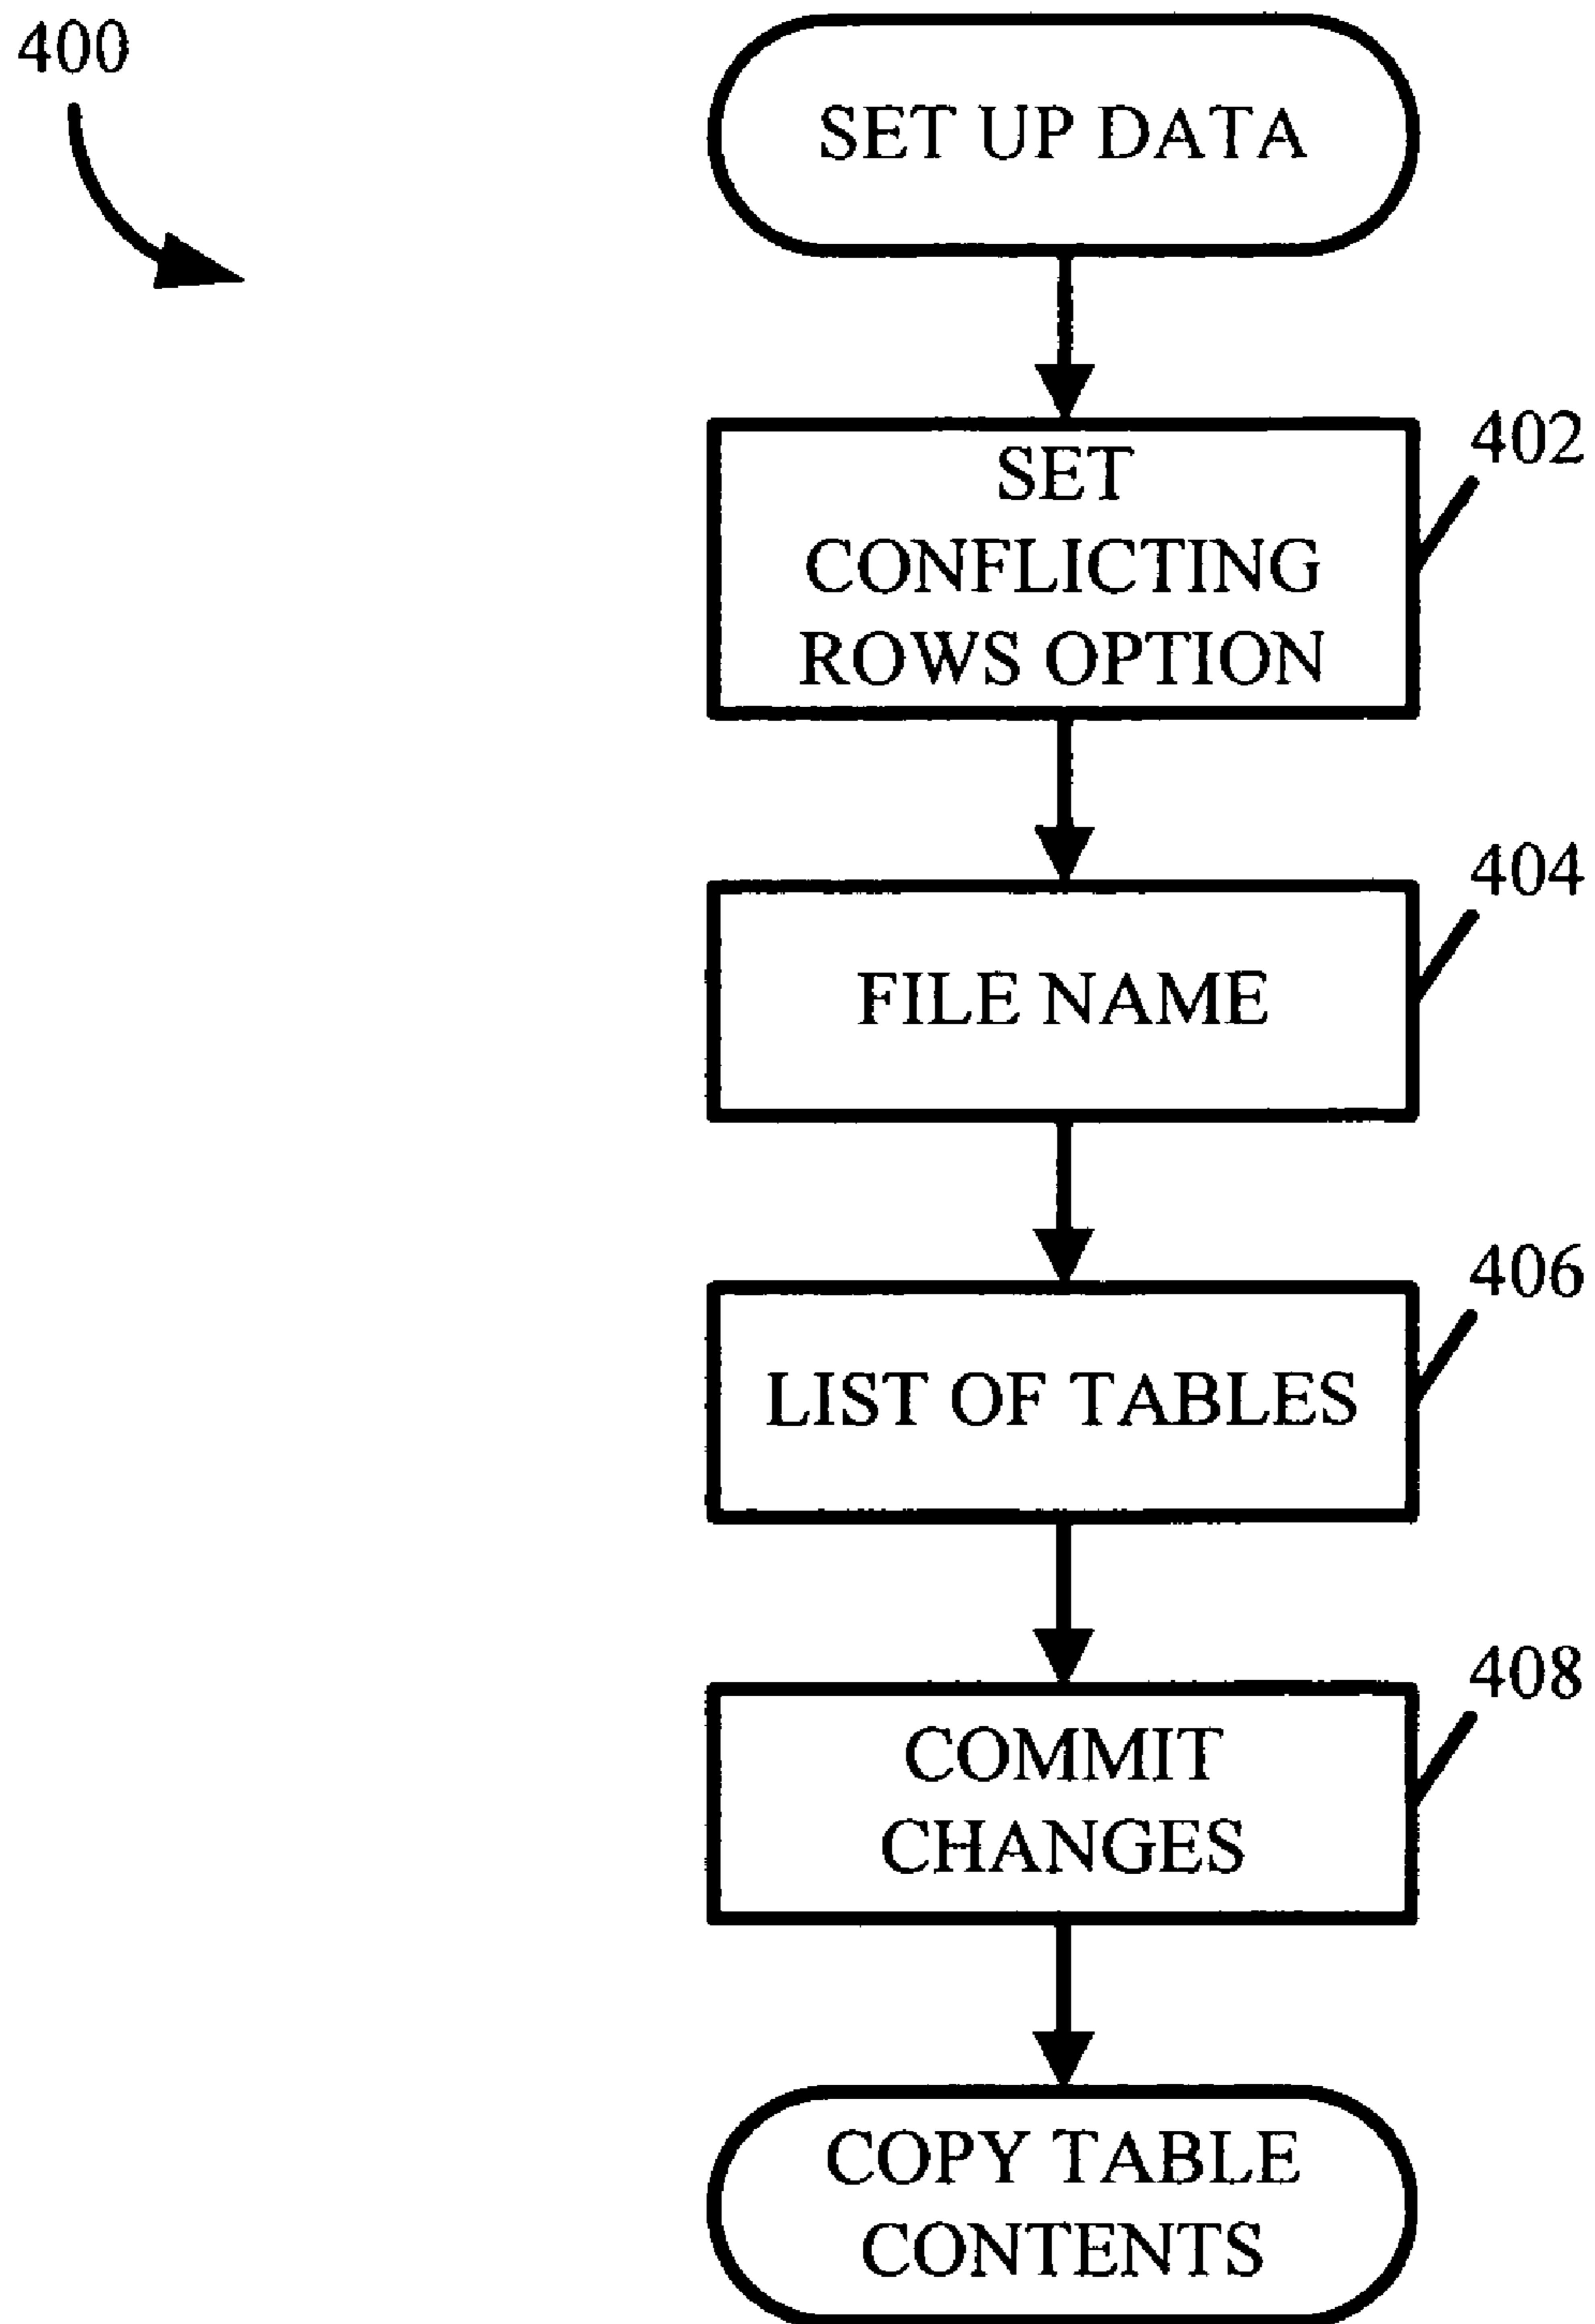 400
SET UP DATA
SET
CONFLICTING
ROWS OPTION
402
FILE NAME
404
LIST OF TABLES
406
COMMIT
CHANGES
408
COPY TABLE
CONTENTS